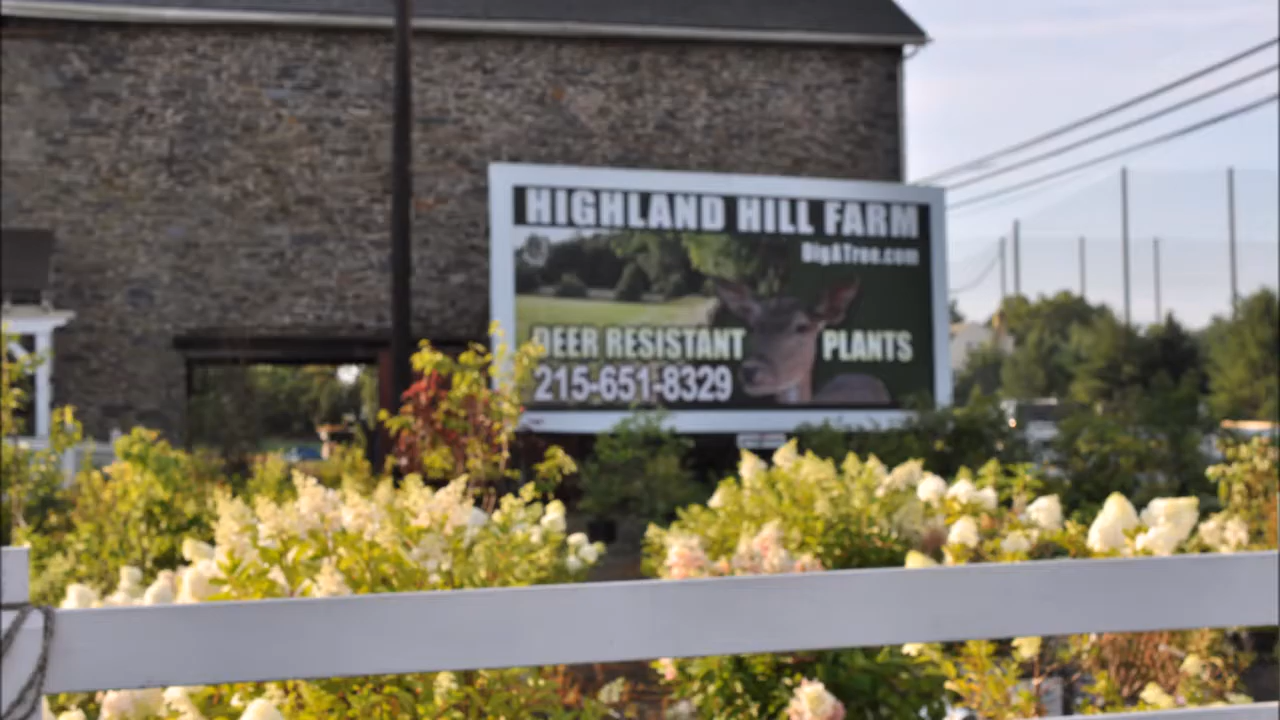 HIGHLAND HILL FARM
DigATree.com
DEER RESISTANT PLANTS
215-651-8329